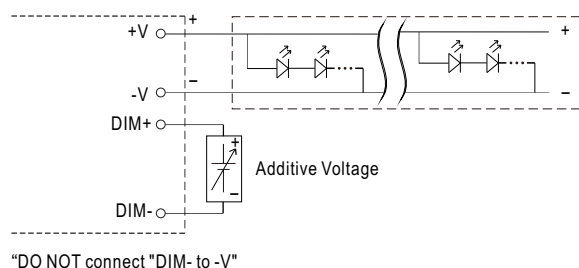 +
+V
+
−
-V
−
DIM+
+
Additive Voltage
−
DIM-
“DO NOT connect "DIM- to -V"